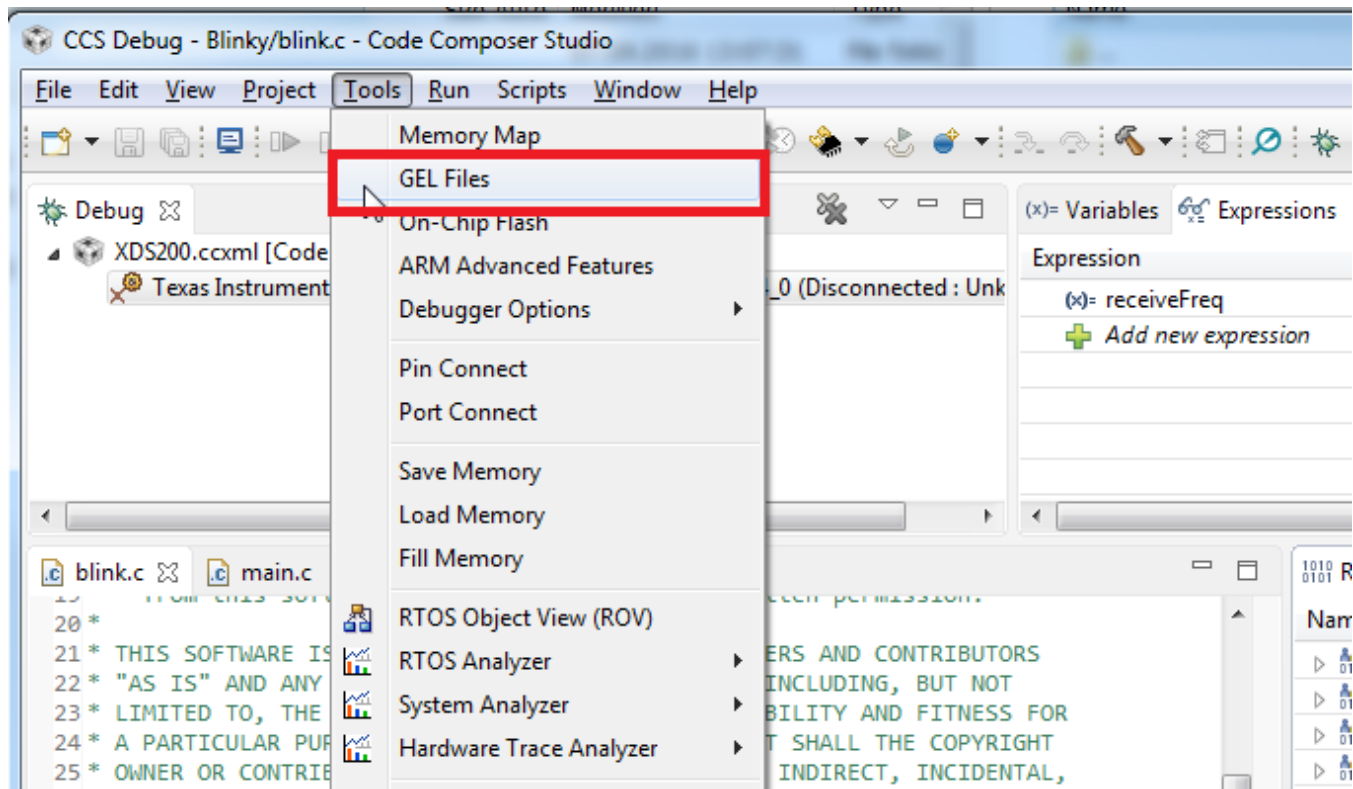 CCS Debug - Blinky/blink.c - Code Composer Studio
File Edit View Project Tools Run Scripts Window Help
Memory Map
GEL Files
On-Chip Flash
ARM Advanced Features
Debugger Options
Pin Connect
Port Connect
Save Memory
Load Memory
Fill Memory
RTOS Object View (ROV)
RTOS Analyzer
System Analyzer
Hardware Trace Analyzer
Debug
XDS200.ccxml [Code
Texas Instrument _0 (Disconnected : Unk
(x)= Variables Expressions
Expression
(x)= receiveFreq
Add new expression
blink.c main.c
20 *
21 * THIS SOFTWARE IS ERS AND CONTRIBUTORS
22 * "AS IS" AND ANY INCLUDING, BUT NOT
23 * LIMITED TO, THE BILITY AND FITNESS FOR
24 * A PARTICULAR PUR T SHALL THE COPYRIGHT
25 * OWNER OR CONTRIB INDIRECT, INCIDENTAL,
1010 0101 R
Nam